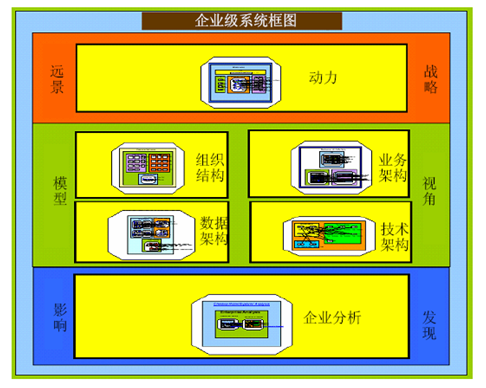 企业级系统框图
远景
动力
战略
模型
组织
结构
业务
架构
视角
数据
架构
技术
架构
影响
企业分析
发现